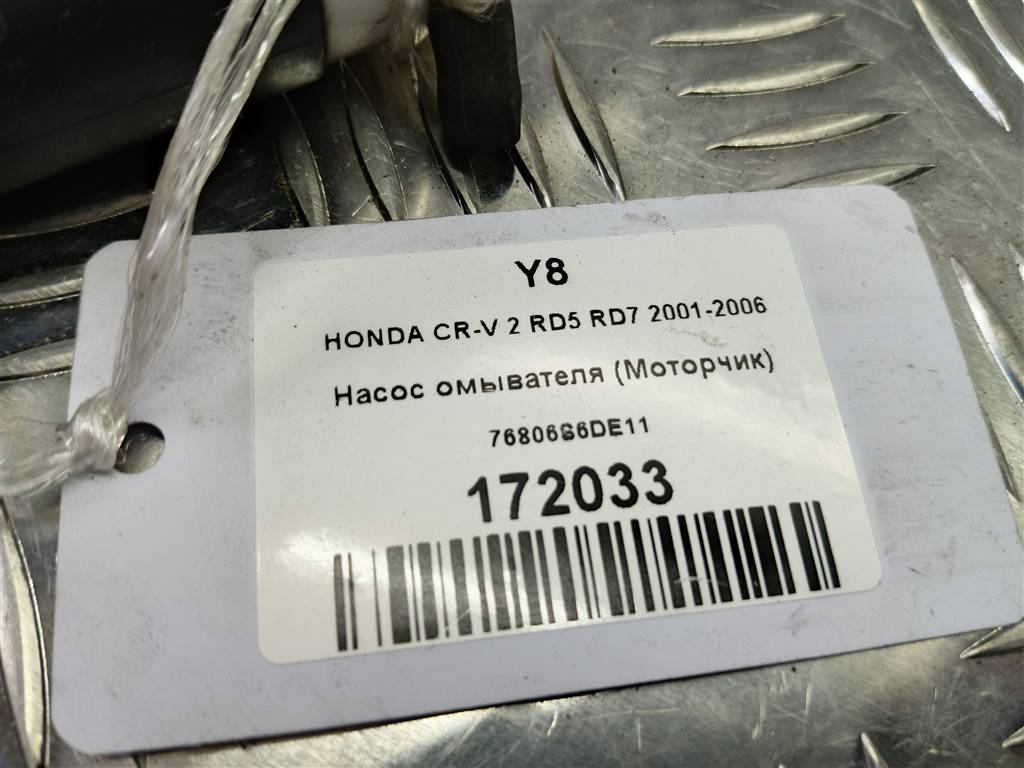 Y8
HONDA CR-V 2 RD5 RD7 2001-2006
Насос омывателя (Моторчик)
76806S6DE11
172033